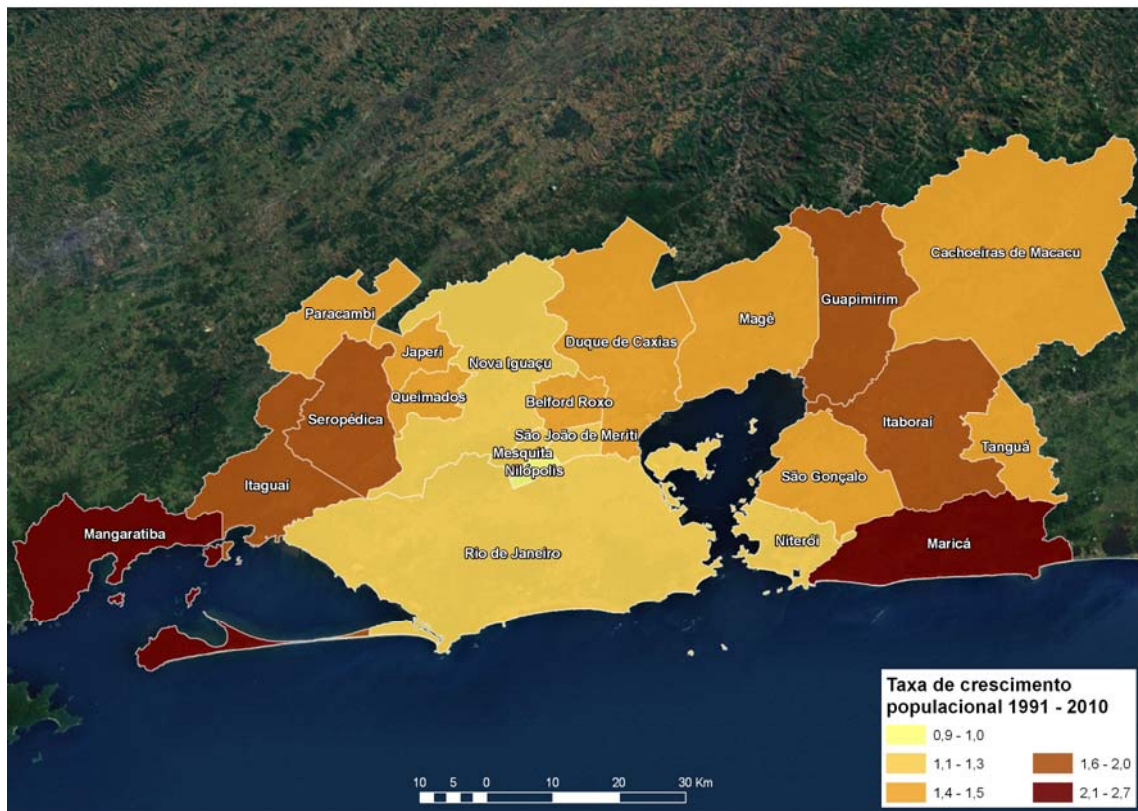 Cachoeiras de Macacu
Guapimirim
Paracambi
Magé
Duque de Caxias
Japeri
Nova Iguaçu
Queimados
Belford Roxo
Seropédica
Itaboraí
São João de Meriti
Tanguá
Mesquita
Nilópolis
São Gonçalo
Itaguaí
Mangaratiba
Niterói
Maricá
Rio de Janeiro
Taxa de crescimento
populacional 1991 - 2010
0,9 - 1,0
1,1 - 1,3
1,6 - 2,0
1,4 - 1,5
2,1 - 2,7
10 5 0 10 20 30 Km